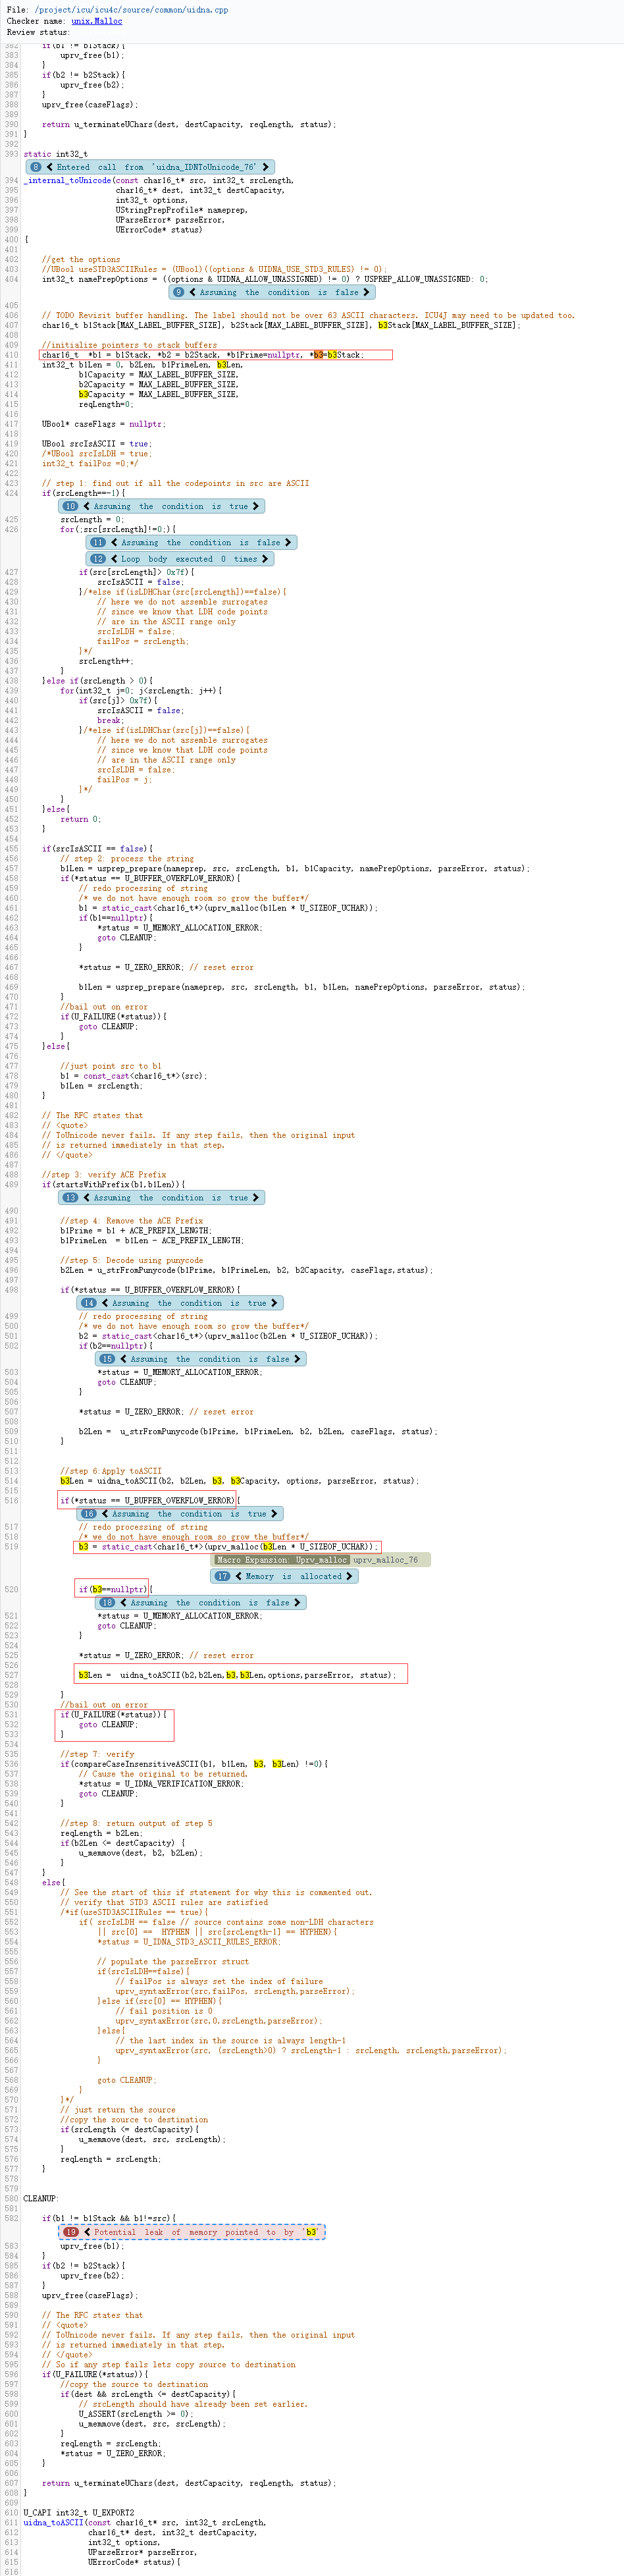 File: /project/icu/icu4c/source/common/uidna.cpp
Checker name: unix.Malloc
Review status:
382     if(b1 != b1Stack){
383         uprv_free(b1);
384     }
385     if(b2 != b2Stack){
386         uprv_free(b2);
387     }
388     uprv_free(caseFlags);
389
390     return u_terminateUChars(dest, destCapacity, reqLength, status);
391 }
392
393 static int32_t
8 Entered call from 'uidna_IDNToUnicode_76'
394 _internal_toUnicode(const char16_t* src, int32_t srcLength,
395                     char16_t* dest, int32_t destCapacity,
396                     int32_t options,
397                     UStringPrepProfile* nameprep,
398                     UParseError* parseError,
399                     UErrorCode* status)
400 {
401
402     //get the options
403     //UBool useSTD3ASCIIRules = (UBool)((options & UIDNA_USE_STD3_RULES) != 0);
404     int32_t namePrepOptions = ((options & UIDNA_ALLOW_UNASSIGNED) != 0) ? USPREP_ALLOW_UNASSIGNED: 0;
9 Assuming the condition is false
405
406     // TODO Revisit buffer handling. The label should not be over 63 ASCII characters. ICU4J may need to be updated too.
407     char16_t b1Stack[MAX_LABEL_BUFFER_SIZE], b2Stack[MAX_LABEL_BUFFER_SIZE], b3Stack[MAX_LABEL_BUFFER_SIZE];
408
409     //initialize pointers to stack buffers
410     char16_t  *b1 = b1Stack, *b2 = b2Stack, *b1Prime=nullptr, *b3=b3Stack;
411     int32_t b1Len = 0, b2Len, b1PrimeLen, b3Len,
412             b1Capacity = MAX_LABEL_BUFFER_SIZE,
413             b2Capacity = MAX_LABEL_BUFFER_SIZE,
414             b3Capacity = MAX_LABEL_BUFFER_SIZE,
415             reqLength=0;
416
417     UBool* caseFlags = nullptr;
418
419     UBool srcIsASCII = true;
420     /*UBool srcIsLDH = true;
421     int32_t failPos =0;*/
422
423     // step 1: find out if all the codepoints in src are ASCII
424     if(srcLength==-1){
10 Assuming the condition is true
425         srcLength = 0;
426         for(;src[srcLength]!=0;){
11 Assuming the condition is false
12 Loop body executed 0 times
427             if(src[srcLength]> 0x7f){
428                 srcIsASCII = false;
429             }/*else if(isLDHChar(src[srcLength])==false){
430                 // here we do not assemble surrogates
431                 // since we know that LDH code points
432                 // are in the ASCII range only
433                 srcIsLDH = false;
434                 failPos = srcLength;
435             }*/
436             srcLength++;
437         }
438     }else if(srcLength > 0){
439         for(int32_t j=0; j<srcLength; j++){
440             if(src[j]> 0x7f){
441                 srcIsASCII = false;
442                 break;
443             }/*else if(isLDHChar(src[j])==false){
444                 // here we do not assemble surrogates
445                 // since we know that LDH code points
446                 // are in the ASCII range only
447                 srcIsLDH = false;
448                 failPos = j;
449             }*/
450         }
451     }else{
452         return 0;
453     }
454
455     if(srcIsASCII == false){
456         // step 2: process the string
457         b1Len = usprep_prepare(nameprep, src, srcLength, b1, b1Capacity, namePrepOptions, parseError, status);
458         if(*status == U_BUFFER_OVERFLOW_ERROR){
459             // redo processing of string
460             /* we do not have enough room so grow the buffer*/
461             b1 = static_cast<char16_t*>(uprv_malloc(b1Len * U_SIZEOF_UCHAR));
462             if(b1==nullptr){
463                 *status = U_MEMORY_ALLOCATION_ERROR;
464                 goto CLEANUP;
465             }
466
467             *status = U_ZERO_ERROR; // reset error
468
469             b1Len = usprep_prepare(nameprep, src, srcLength, b1, b1Len, namePrepOptions, parseError, status);
470         }
471         //bail out on error
472         if(U_FAILURE(*status)){
473             goto CLEANUP;
474         }
475     }else{
476
477         //just point src to b1
478         b1 = const_cast<char16_t*>(src);
479         b1Len = srcLength;
480     }
481
482     // The RFC states that
483     // <quote>
484     // ToUnicode never fails. If any step fails, then the original input
485     // is returned immediately in that step.
486     // </quote>
487
488     //step 3: verify ACE Prefix
489     if(startsWithPrefix(b1,b1Len)){
13 Assuming the condition is true
490
491         //step 4: Remove the ACE Prefix
492         b1Prime = b1 + ACE_PREFIX_LENGTH;
493         b1PrimeLen  = b1Len - ACE_PREFIX_LENGTH;
494
495         //step 5: Decode using punycode
496         b2Len = u_strFromPunycode(b1Prime, b1PrimeLen, b2, b2Capacity, caseFlags,status);
497
498         if(*status == U_BUFFER_OVERFLOW_ERROR){
14 Assuming the condition is true
499             // redo processing of string
500             /* we do not have enough room so grow the buffer*/
501             b2 = static_cast<char16_t*>(uprv_malloc(b2Len * U_SIZEOF_UCHAR));
502             if(b2==nullptr){
15 Assuming the condition is false
503                 *status = U_MEMORY_ALLOCATION_ERROR;
504                 goto CLEANUP;
505             }
506
507             *status = U_ZERO_ERROR; // reset error
508
509             b2Len =  u_strFromPunycode(b1Prime, b1PrimeLen, b2, b2Len, caseFlags, status);
510         }
511
512
513         //step 6:Apply toASCII
514         b3Len = uidna_toASCII(b2, b2Len, b3, b3Capacity, options, parseError, status);
515
516         if(*status == U_BUFFER_OVERFLOW_ERROR){
16 Assuming the condition is true
517             // redo processing of string
518             /* we do not have enough room so grow the buffer*/
519             b3 = static_cast<char16_t*>(uprv_malloc(b3Len * U_SIZEOF_UCHAR));
Macro Expansion: Uprv_malloc uprv_malloc_76
17 Memory is allocated
520             if(b3==nullptr){
18 Assuming the condition is false
521                 *status = U_MEMORY_ALLOCATION_ERROR;
522                 goto CLEANUP;
523             }
524
525             *status = U_ZERO_ERROR; // reset error
526
527             b3Len =  uidna_toASCII(b2,b2Len,b3,b3Len,options,parseError, status);
528
529         }
530         //bail out on error
531         if(U_FAILURE(*status)){
532             goto CLEANUP;
533         }
534
535         //step 7: verify
536         if(compareCaseInsensitiveASCII(b1, b1Len, b3, b3Len) !=0){
537             // Cause the original to be returned.
538             *status = U_IDNA_VERIFICATION_ERROR;
539             goto CLEANUP;
540         }
541
542         //step 8: return output of step 5
543         reqLength = b2Len;
544         if(b2Len <= destCapacity) {
545             u_memmove(dest, b2, b2Len);
546         }
547     }
548     else{
549         // See the start of this if statement for why this is commented out.
550         // verify that STD3 ASCII rules are satisfied
551         /*if(useSTD3ASCIIRules == true){
552             if( srcIsLDH == false // source contains some non-LDH characters
553                 || src[0] ==  HYPHEN || src[srcLength-1] == HYPHEN){
554                 *status = U_IDNA_STD3_ASCII_RULES_ERROR;
555
556                 // populate the parseError struct
557                 if(srcIsLDH==false){
558                     // failPos is always set the index of failure
559                     uprv_syntaxError(src,failPos, srcLength,parseError);
560                 }else if(src[0] == HYPHEN){
561                     // fail position is 0
562                     uprv_syntaxError(src,0,srcLength,parseError);
563                 }else{
564                     // the last index in the source is always length-1
565                     uprv_syntaxError(src, (srcLength>0) ? srcLength-1 : srcLength, srcLength,parseError);
566                 }
567
568                 goto CLEANUP;
569             }
570         }*/
571         // just return the source
572         //copy the source to destination
573         if(srcLength <= destCapacity){
574             u_memmove(dest, src, srcLength);
575         }
576         reqLength = srcLength;
577     }
578
579
580 CLEANUP:
581
582     if(b1 != b1Stack && b1!=src){
19 Potential leak of memory pointed to by 'b3'
583         uprv_free(b1);
584     }
585     if(b2 != b2Stack){
586         uprv_free(b2);
587     }
588     uprv_free(caseFlags);
589
590     // The RFC states that
591     // <quote>
592     // ToUnicode never fails. If any step fails, then the original input
593     // is returned immediately in that step.
594     // </quote>
595     // So if any step fails lets copy source to destination
596     if(U_FAILURE(*status)){
597         //copy the source to destination
598         if(dest && srcLength <= destCapacity){
599             // srcLength should have already been set earlier.
600             U_ASSERT(srcLength >= 0);
601             u_memmove(dest, src, srcLength);
602         }
603         reqLength = srcLength;
604         *status = U_ZERO_ERROR;
605     }
606
607     return u_terminateUChars(dest, destCapacity, reqLength, status);
608 }
609
610 U_CAPI int32_t U_EXPORT2
611 uidna_toASCII(const char16_t* src, int32_t srcLength,
612               char16_t* dest, int32_t destCapacity,
613               int32_t options,
614               UParseError* parseError,
615               UErrorCode* status){
616